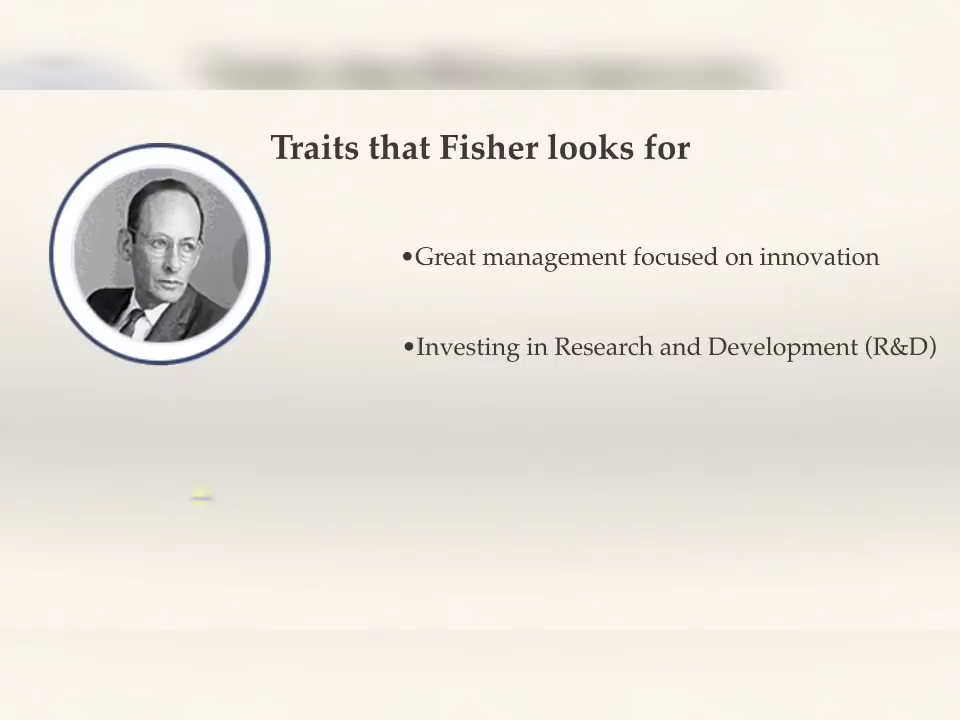 Traits that Fisher looks for
•Great management focused on innovation
•Investing in Research and Development (R&D)